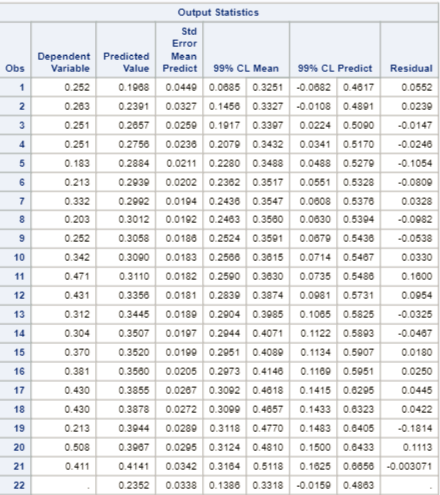 Output Statistics
Obs Dependent Variable Predicted Value Std Error Mean Predict 99% CL Mean 99% CL Predict Residual
1 0.252 0.1968 0.0449 0.0685 0.3251 -0.0682 0.4617 0.0552
2 0.263 0.2391 0.0327 0.1456 0.3327 -0.0108 0.4891 0.0239
3 0.251 0.2657 0.0259 0.1917 0.3397 0.0224 0.5090 -0.0147
4 0.251 0.2756 0.0236 0.2079 0.3432 0.0341 0.5170 -0.0246
5 0.183 0.2884 0.0211 0.2280 0.3488 0.0488 0.5279 -0.1054
6 0.213 0.2939 0.0202 0.2362 0.3517 0.0551 0.5328 -0.0809
7 0.332 0.2992 0.0194 0.2436 0.3547 0.0608 0.5376 0.0328
8 0.203 0.3012 0.0192 0.2463 0.3560 0.0630 0.5394 -0.0982
9 0.252 0.3058 0.0186 0.2524 0.3591 0.0679 0.5436 -0.0538
10 0.342 0.3090 0.0183 0.2566 0.3615 0.0714 0.5467 0.0330
11 0.471 0.3110 0.0182 0.2590 0.3630 0.0735 0.5486 0.1600
12 0.431 0.3356 0.0181 0.2839 0.3874 0.0981 0.5731 0.0954
13 0.312 0.3445 0.0189 0.2904 0.3985 0.1065 0.5825 -0.0325
14 0.304 0.3507 0.0197 0.2944 0.4071 0.1122 0.5893 -0.0467
15 0.370 0.3520 0.0199 0.2951 0.4089 0.1134 0.5907 0.0180
16 0.381 0.3560 0.0205 0.2973 0.4146 0.1169 0.5951 0.0250
17 0.430 0.3855 0.0267 0.3092 0.4618 0.1415 0.6295 0.0445
18 0.430 0.3878 0.0272 0.3099 0.4657 0.1433 0.6323 0.0422
19 0.213 0.3944 0.0289 0.3118 0.4770 0.1483 0.6405 -0.1814
20 0.508 0.3967 0.0295 0.3124 0.4810 0.1500 0.6433 0.1113
21 0.411 0.4141 0.0342 0.3164 0.5118 0.1625 0.6656 -0.003071
22 . 0.2352 0.0338 0.1386 0.3318 -0.0159 0.4863 .